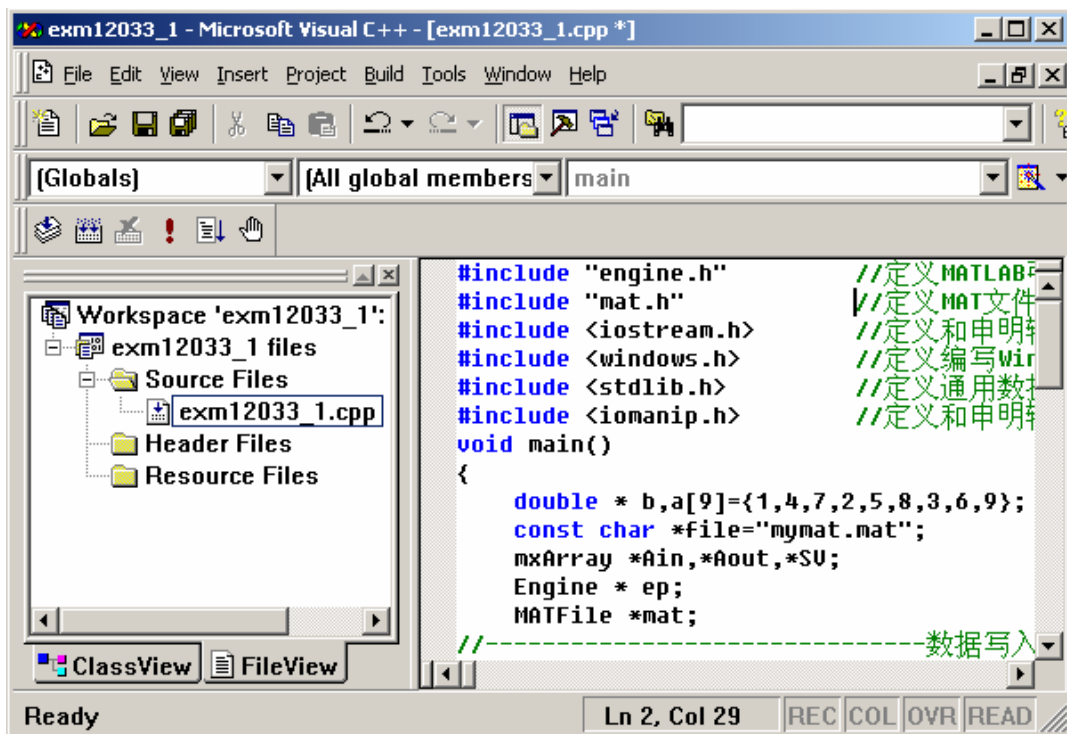 exm12033_1 - Microsoft Visual C++ - [exm12033_1.cpp *]
File Edit View Insert Project Build Tools Window Help
(Globals) (All global members main
Workspace 'exm12033_1':
exm12033_1 files
Source Files
exm12033_1.cpp
Header Files
Resource Files
ClassView FileView
#include "engine.h" //定义MATLAB
#include "mat.h" //定义MAT文件
#include <iostream.h> //定义和申明
#include <windows.h> //定义编写Win
#include <stdlib.h> //定义通用数
#include <iomanip.h> //定义和申明
void main()
{
double * b,a[9]={1,4,7,2,5,8,3,6,9};
const char *file="mymat.mat";
mxArray *Ain,*Aout,*SV;
Engine * ep;
MATFile *mat;
//-------------------------------数据写入
Ready Ln 2, Col 29 REC COL OVR READ